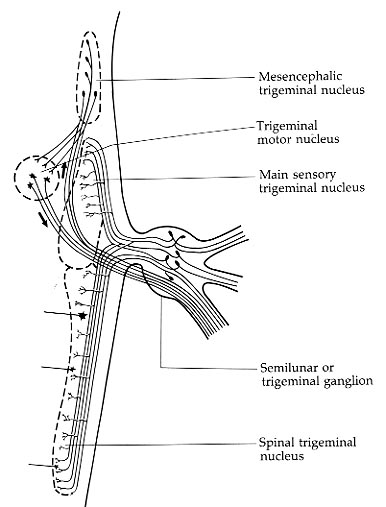 Mesencephalic
trigeminal nucleus
Trigeminal
motor nucleus
Main sensory
trigeminal nucleus
Semilunar or
trigeminal ganglion
Spinal trigeminal
nucleus